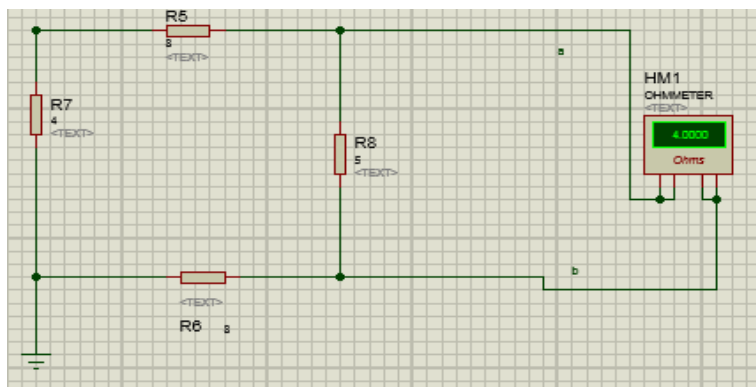 R5
8
<TEXT>
a
HM1
OHMMETER
<TEXT>
R7
4
<TEXT>
4.0000
Ohms
R8
5
<TEXT>
b
<TEXT>
R6 8